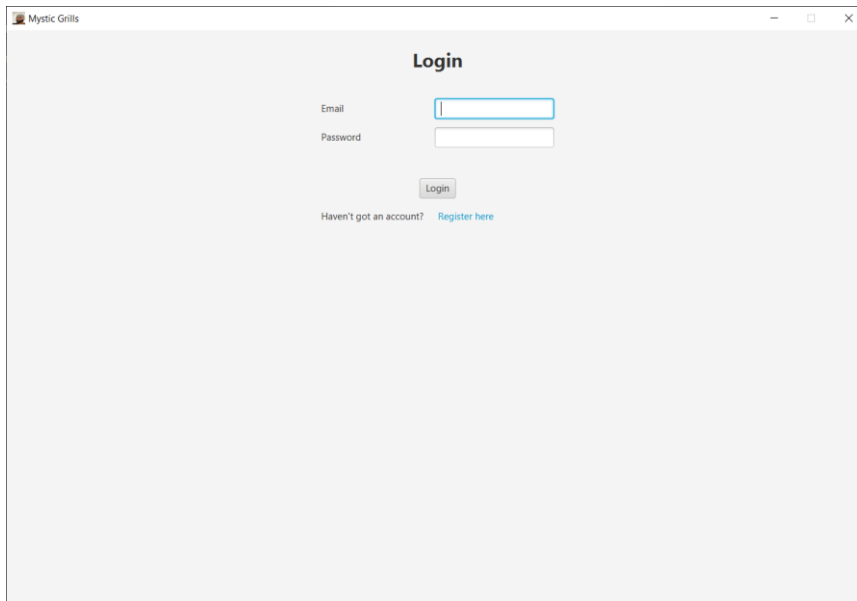 Mystic Grills
Login
Email
Password
Login
Haven't got an account? Register here